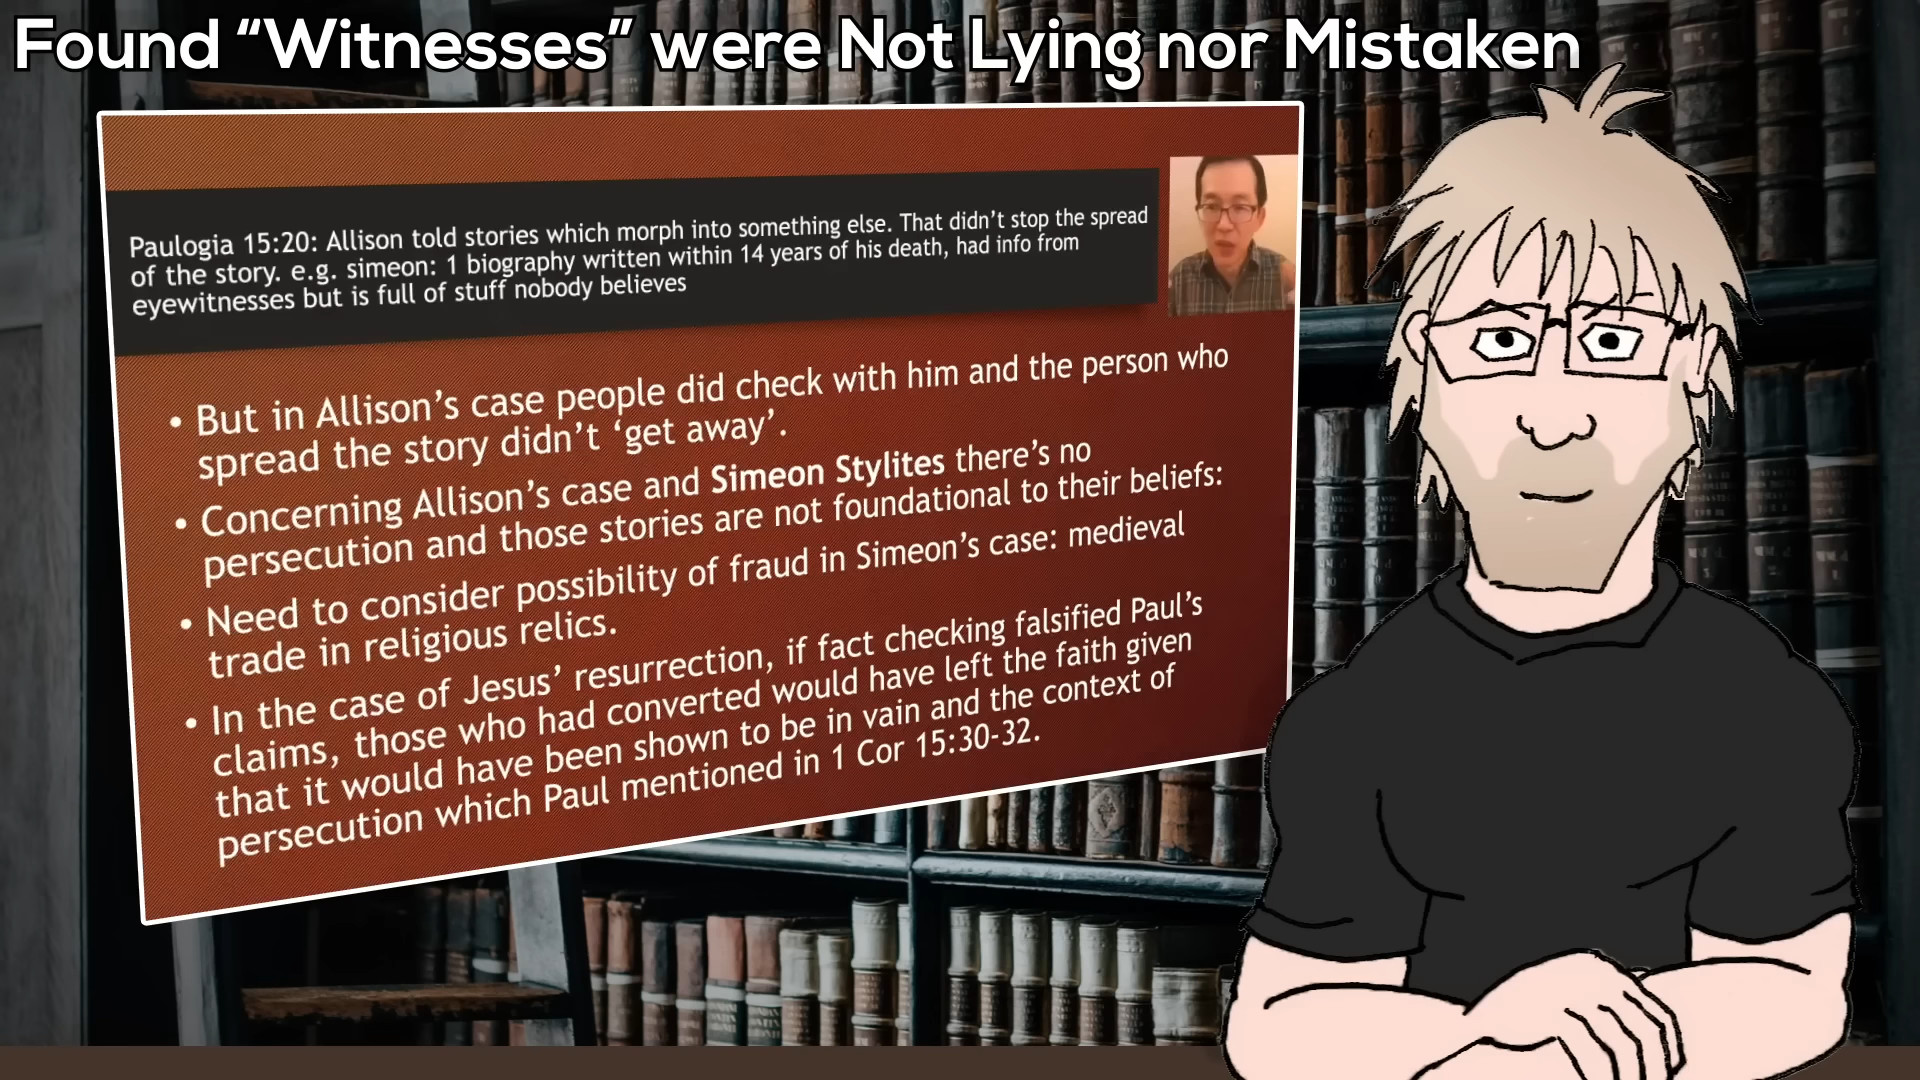 Found “Witnesses” were Not Lying nor Mistaken
Paulogia 15:20: Allison told stories which morph into something else. That didn’t stop the spread
of the story. e.g. simeon: 1 biography written within 14 years of his death, had info from
eyewitnesses but is full of stuff nobody believes
• But in Allison’s case people did check with him and the person who
spread the story didn’t ‘get away’.
• Concerning Allison’s case and Simeon Stylites there’s no
persecution and those stories are not foundational to their beliefs:
• Need to consider possibility of fraud in Simeon’s case: medieval
trade in religious relics.
• In the case of Jesus’ resurrection, if fact checking falsified Paul’s
claims, those who had converted would have left the faith given
that it would have been shown to be in vain and the context of
persecution which Paul mentioned in 1 Cor 15:30-32.